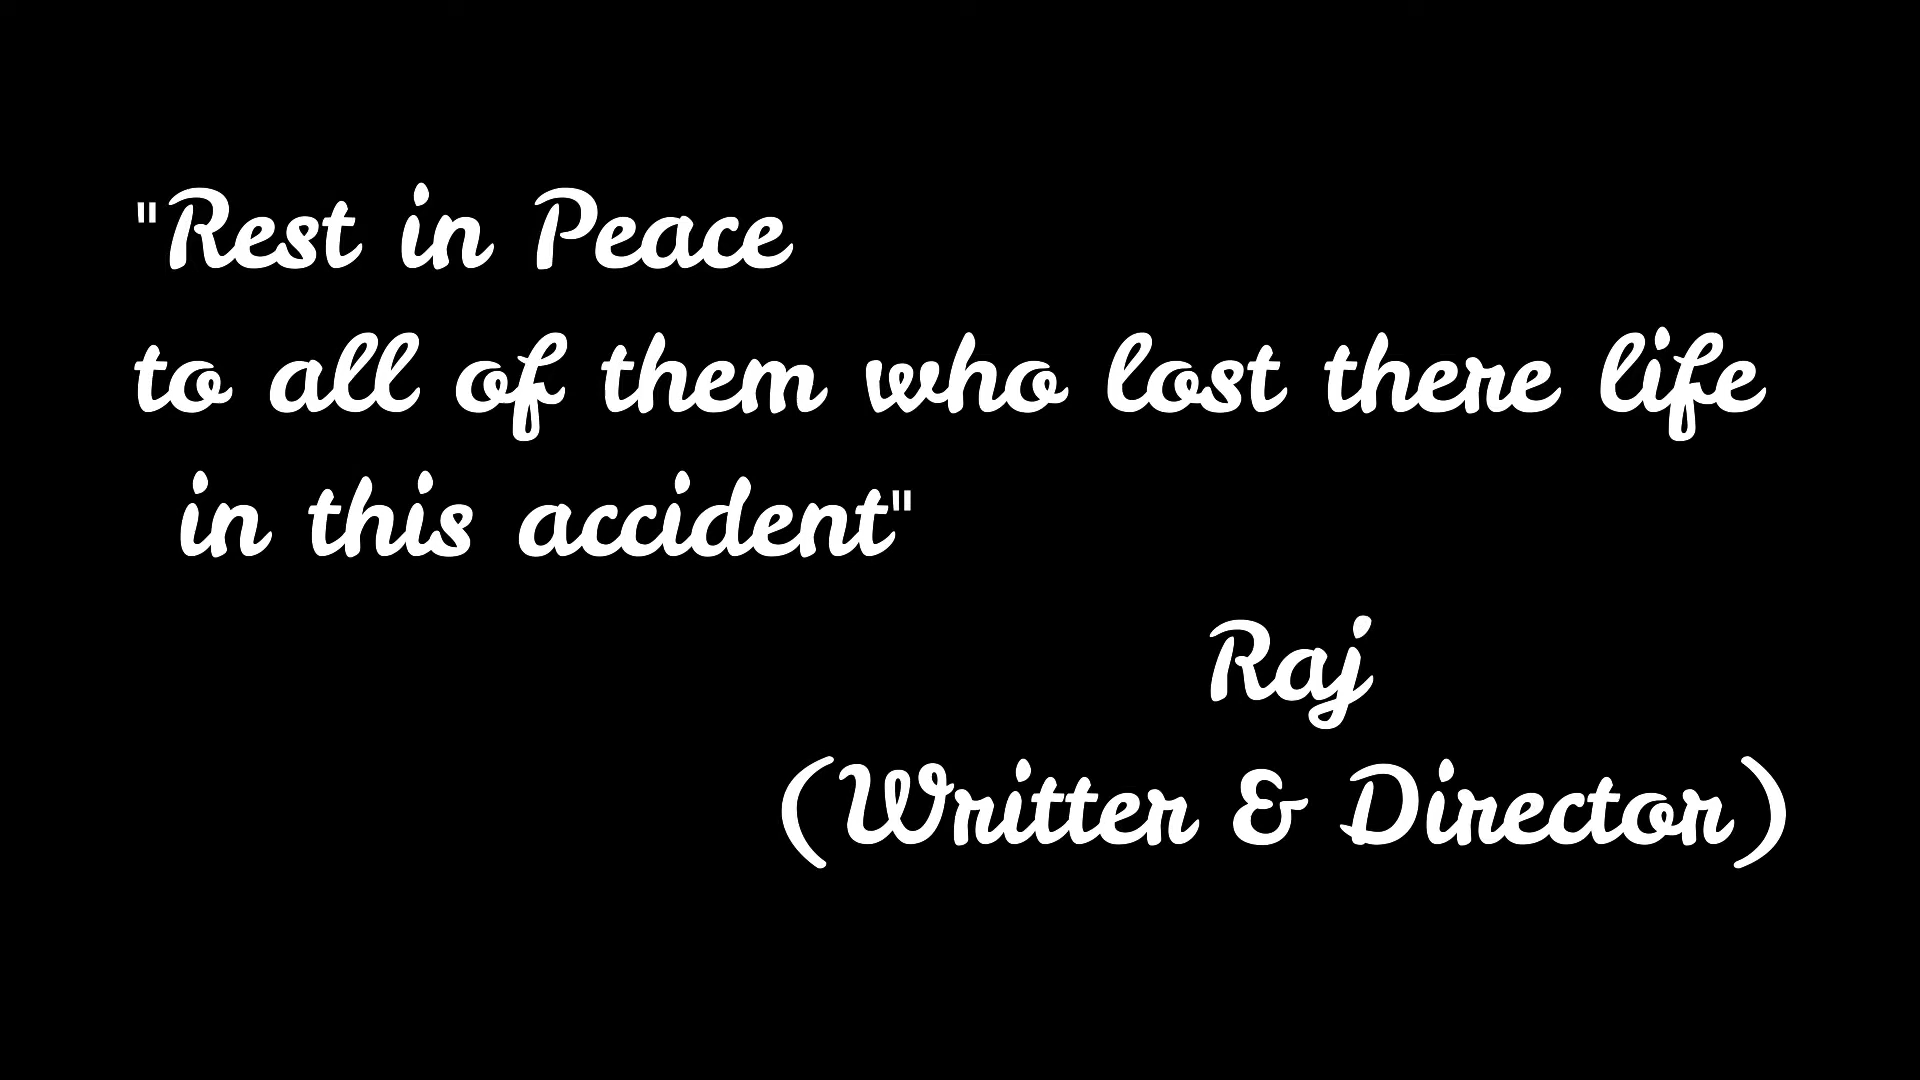 "Rest in Peace
to all of them who lost there life
in this accident"
Raj
(Writter & Director)